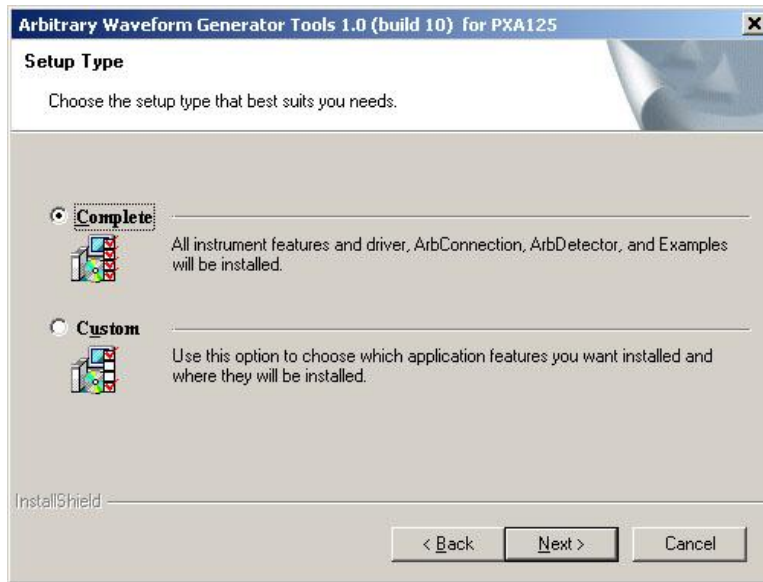 Arbitrary Waveform Generator Tools 1.0 (build 10) for PXA125
Setup Type
Choose the setup type that best suits you needs.
Complete
All instrument features and driver, ArbConnection, ArbDetector, and Examples
will be installed.
Custom
Use this option to choose which application features you want installed and
where they will be installed.
InstallShield
< Back
Next >
Cancel